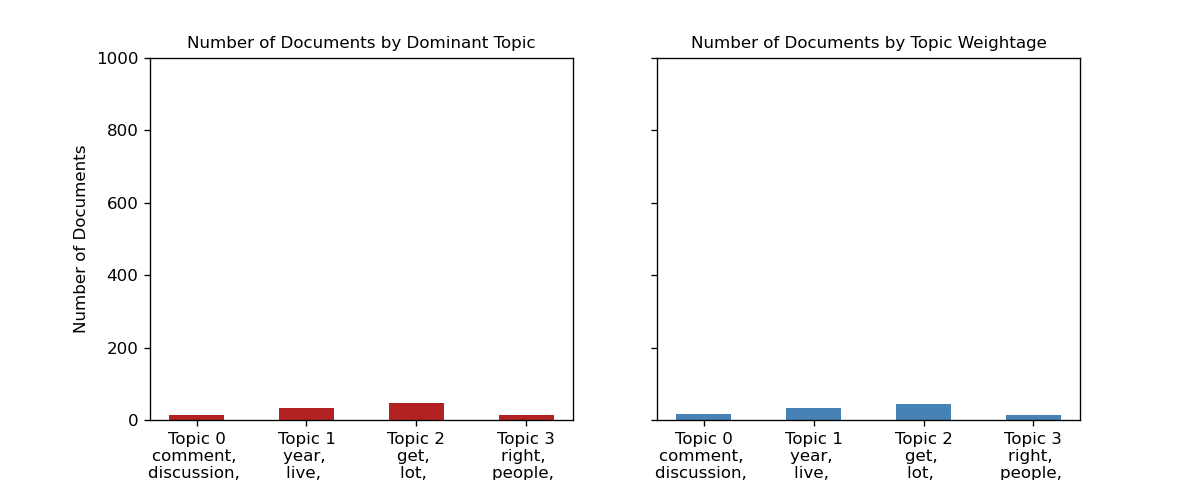 Number of Documents by Dominant Topic
Number of Documents
1000
800
600
400
200
0
Topic 0
comment,
discussion,
Topic 1
year,
live,
Topic 2
get,
lot,
Topic 3
right,
people,
Number of Documents by Topic Weightage
Topic 0
comment,
discussion,
Topic 1
year,
live,
Topic 2
get,
lot,
Topic 3
right,
people,